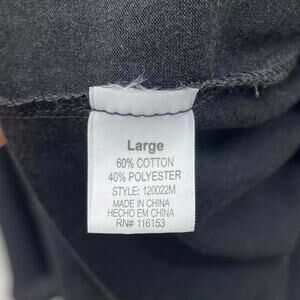 Large
60% COTTON
40% POLYESTER
STYLE: 120022M
MADE IN CHINA
HECHO EM CHINA
RN# 116153